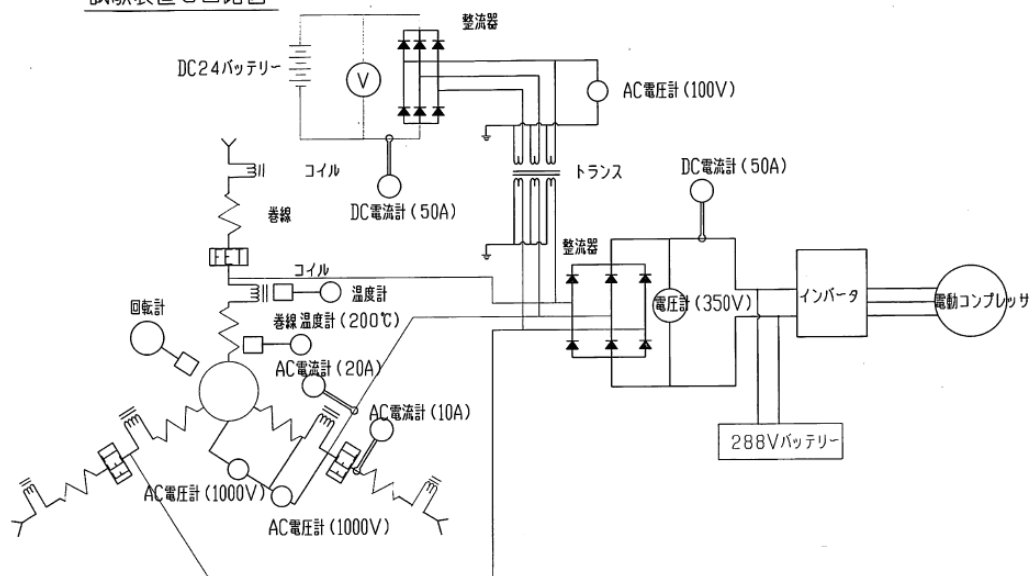 整流器
DC24バッテリー
V
AC電圧計(100V)
コイル
トランス
DC電流計(50A)
DC電流計(50A)
巻線
整流器
コイル
温度計
電圧計(350V)
インバータ
電動コンプレッサ
回転計
巻線温度計(200℃)
AC電流計(20A)
AC電流計(10A)
288Vバッテリー
AC電圧計(1000V)
AC電圧計(1000V)